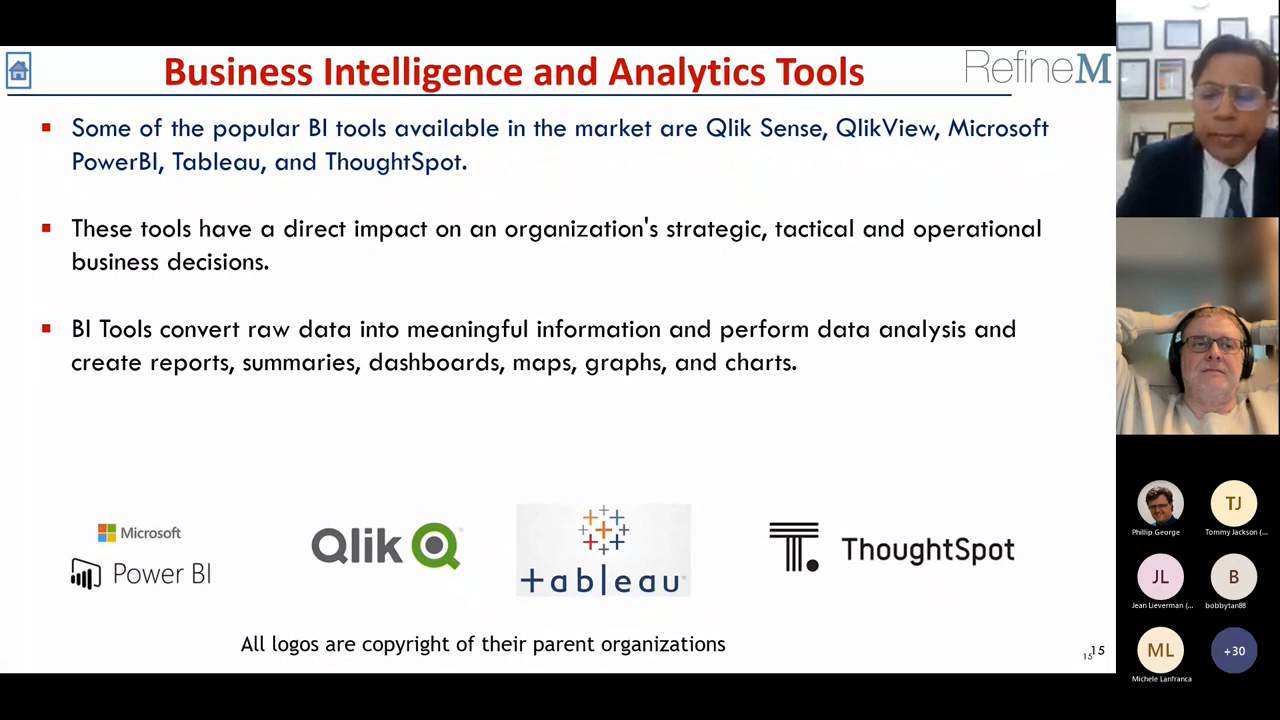 Business Intelligence and Analytics Tools
RefineM
Some of the popular BI tools available in the market are Qlik Sense, QlikView, Microsoft
PowerBI, Tableau, and ThoughtSpot.
These tools have a direct impact on an organization's strategic, tactical and operational
business decisions.
BI Tools convert raw data into meaningful information and perform data analysis and
create reports, summaries, dashboards, maps, graphs, and charts.
Microsoft
Power BI
Qlik
+ableau
T.
ThoughtSpot
All logos are copyright of their parent organizations
15
15
Phillip George
TJ
Tommy Jackson (...
JL
Jean Lieverman (...
B
bobbytan88
ML
Michele Lanfranca
+30